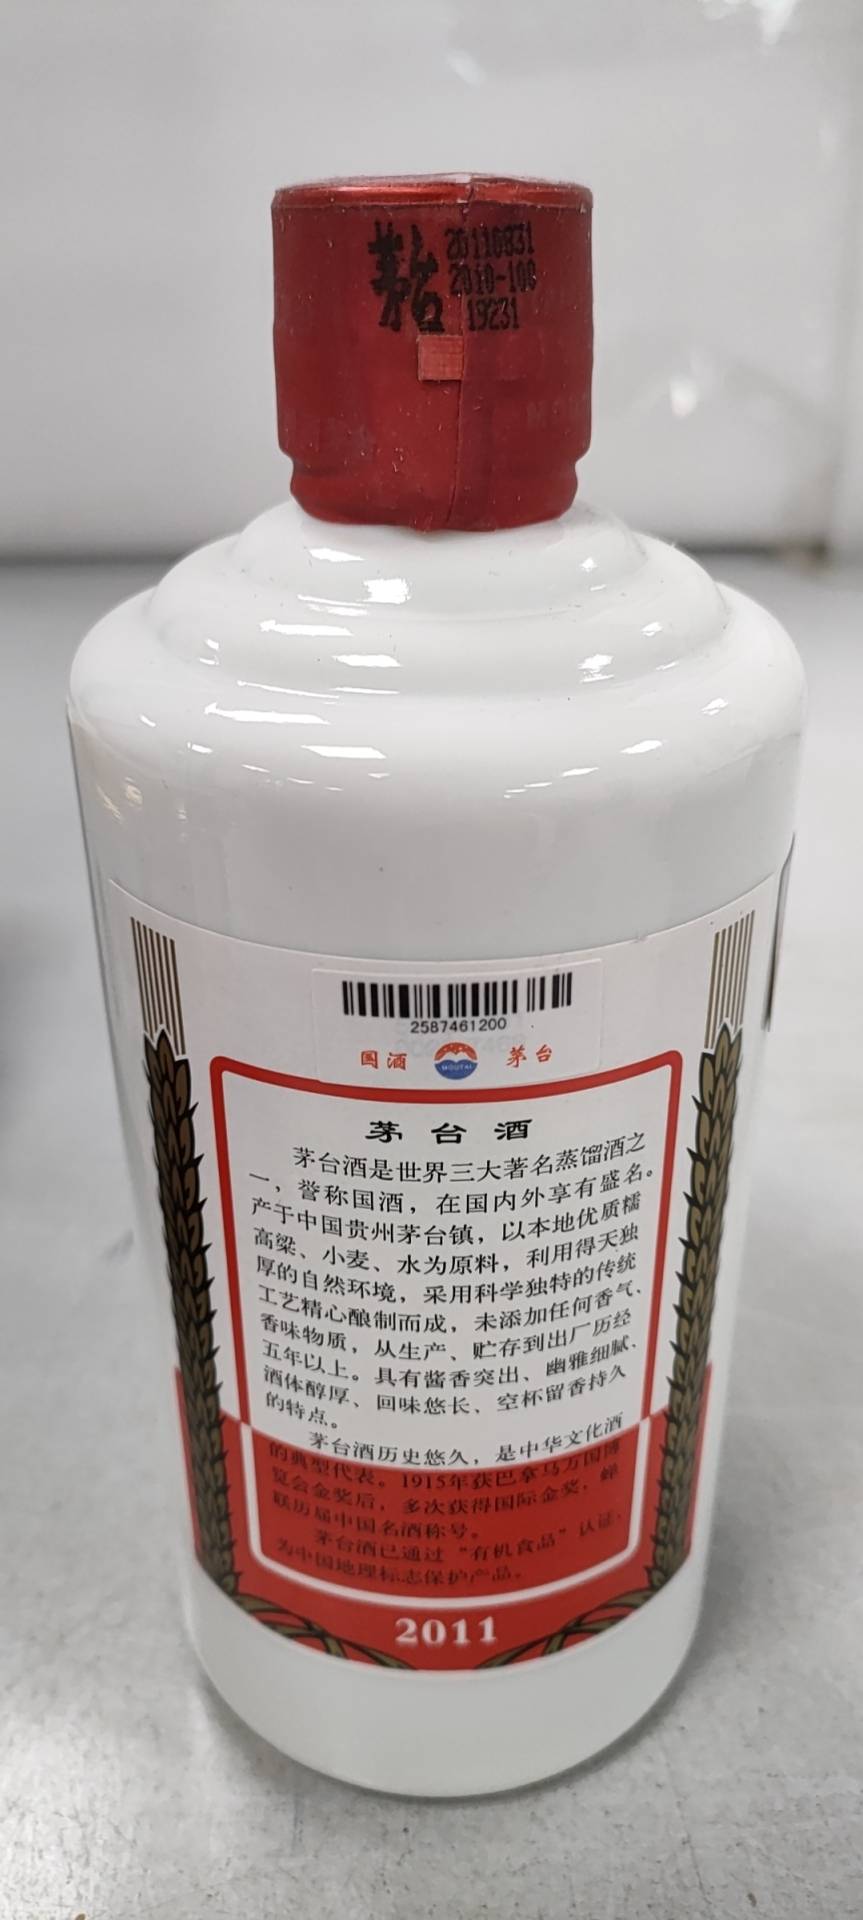 茅台
20110831
2010-100
19231
2587461200
国酒 MOUTAI 茅台
茅台酒
茅台酒是世界三大著名蒸馏酒之
一，誉称国酒，在国内外享有盛名。
产于中国贵州茅台镇，以本地优质糯
高粱、小麦、水为原料，利用得天独
厚的自然环境，采用科学独特的传统
工艺精心酿制而成，未添加任何香气、
香味物质，从生产、贮存到出厂历经
五年以上。具有酱香突出、幽雅细腻、
酒体醇厚、回味悠长、空杯留香持久
的特点。
茅台酒历史悠久，是中华文化酒
的典型代表。1915年获巴拿马万国博
览会金奖后，多次获得国际金奖，蝉
联历届中国名酒称号。
茅台酒已通过“有机食品”认证，
为中国地理标志保护产品。
2011